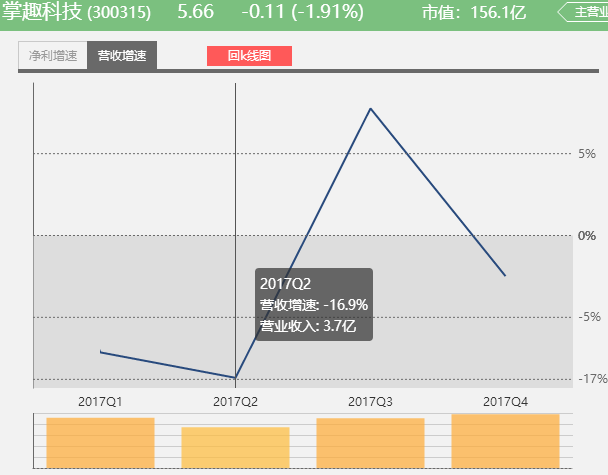 掌趣科技 (300315) 5.66 -0.11 (-1.91%) 市值：156.1亿 主营业
净利增速 营收增速 回k线图
5%
0%
2017Q2
营收增速: -16.9%
营业收入: 3.7亿
-5%
-17%
2017Q1 2017Q2 2017Q3 2017Q4